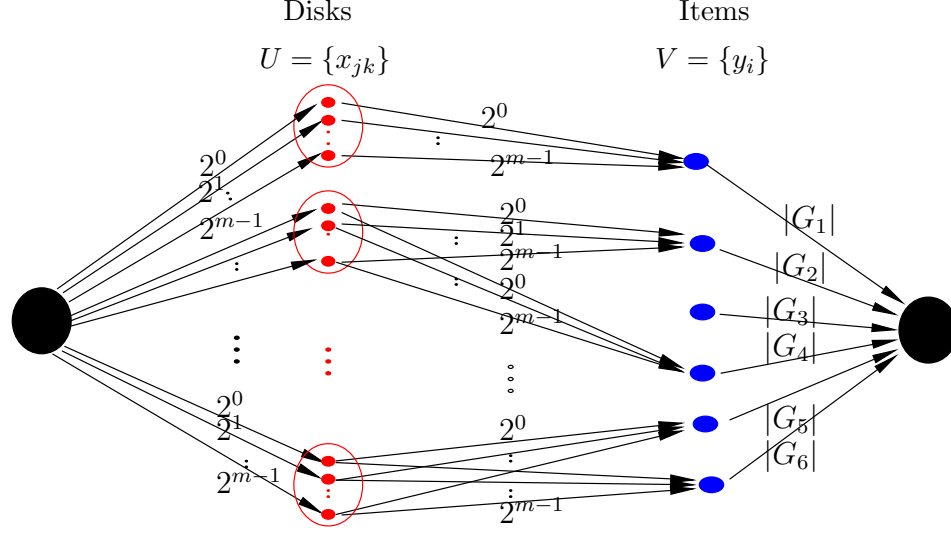 Disks Items
U = {x_{jk}} V = {y_i}
2^0
2^{m−1}
2^0
2^1
2^{m−1}
|G_1|
2^0
2^1
2^{m−1}
|G_2|
2^0
|G_3|
2^{m−1}
|G_4|
2^0
2^1
2^{m−1}
2^0
2^{m−1}
|G_5|
|G_6|